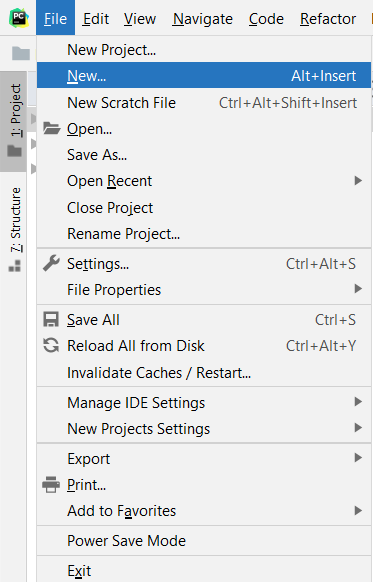 PC
File Edit View Navigate Code Refactor
New Project...
New... Alt+Insert
New Scratch File Ctrl+Alt+Shift+Insert
Open...
Save As...
Open Recent
Close Project
Rename Project...
Settings... Ctrl+Alt+S
File Properties
Save All Ctrl+S
Reload All from Disk Ctrl+Alt+Y
Invalidate Caches / Restart...
Manage IDE Settings
New Projects Settings
Export
Print...
Add to Favorites
Power Save Mode
Exit
1: Project
7: Structure